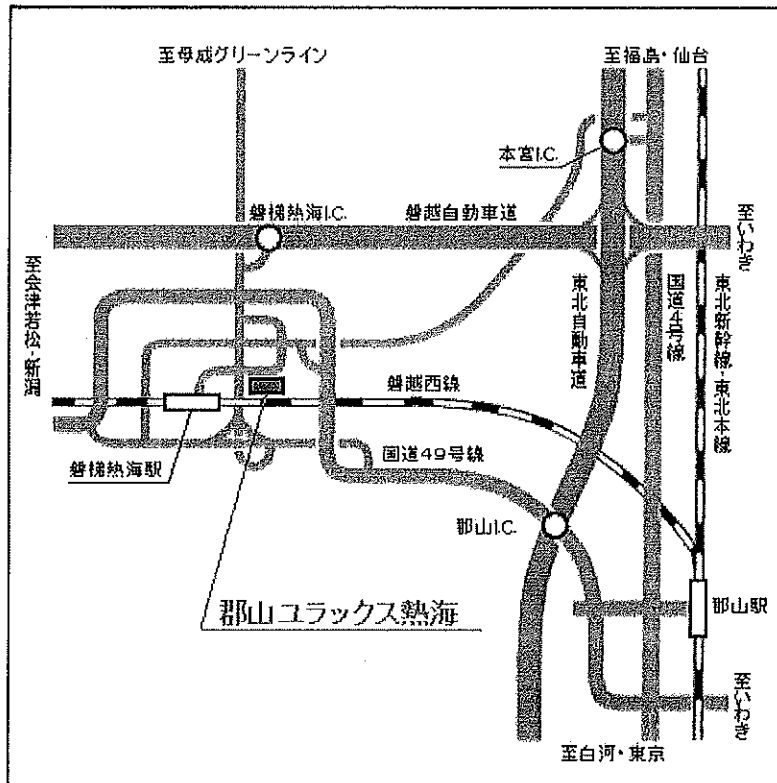 至母成グリーンライン
至福島・仙台
本宮I.C.
磐梯熱海I.C.
磐越自動車道
至いわき
至会津若松・新潟
東北自動車道
国道4号線
東北新幹線・東北本線
磐越西線
磐梯熱海駅
国道49号線
郡山I.C.
郡山ユラックス熱海
郡山駅
至いわき
至白河・東京